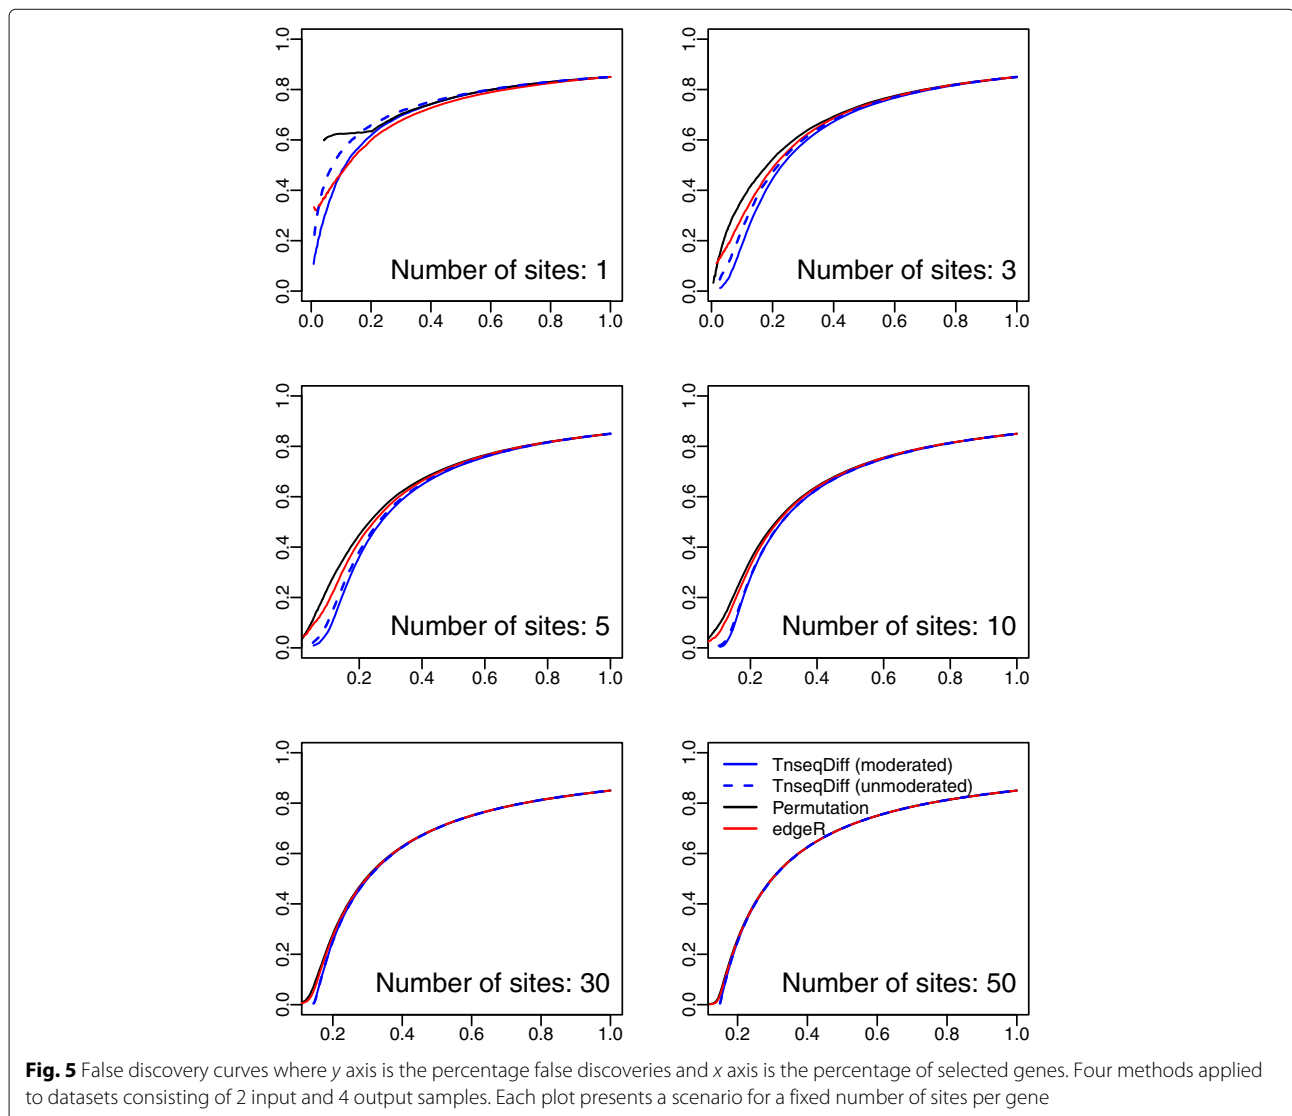 0.0 0.2 0.4 0.6 0.8 1.0
Number of sites: 1
0.0 0.2 0.4 0.6 0.8 1.0
0.0 0.2 0.4 0.6 0.8 1.0
Number of sites: 3
0.0 0.2 0.4 0.6 0.8 1.0
0.0 0.2 0.4 0.6 0.8 1.0
Number of sites: 5
0.2 0.4 0.6 0.8 1.0
0.0 0.2 0.4 0.6 0.8 1.0
Number of sites: 10
0.2 0.4 0.6 0.8 1.0
0.0 0.2 0.4 0.6 0.8 1.0
Number of sites: 30
0.2 0.4 0.6 0.8 1.0
0.0 0.2 0.4 0.6 0.8 1.0
TnseqDiff (moderated)
TnseqDiff (unmoderated)
Permutation
edgeR
Number of sites: 50
0.2 0.4 0.6 0.8 1.0
Fig. 5 False discovery curves where y axis is the percentage false discoveries and x axis is the percentage of selected genes. Four methods applied
to datasets consisting of 2 input and 4 output samples. Each plot presents a scenario for a fixed number of sites per gene